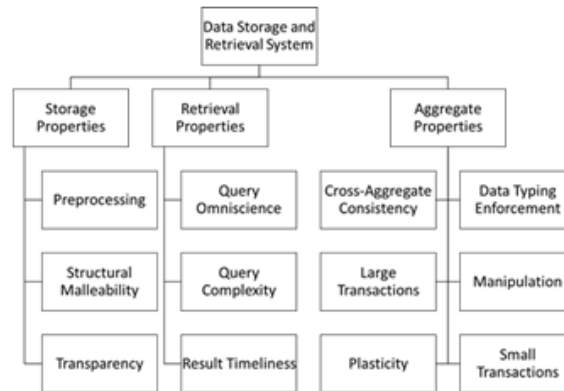 Data Storage and
Retrieval System
Storage
Properties
Retrieval
Properties
Aggregate
Properties
Preprocessing
Structural
Malleability
Transparency
Query
Omniscience
Query
Complexity
Result Timeliness
Cross-Aggregate
Consistency
Large
Transactions
Plasticity
Data Typing
Enforcement
Manipulation
Small
Transactions